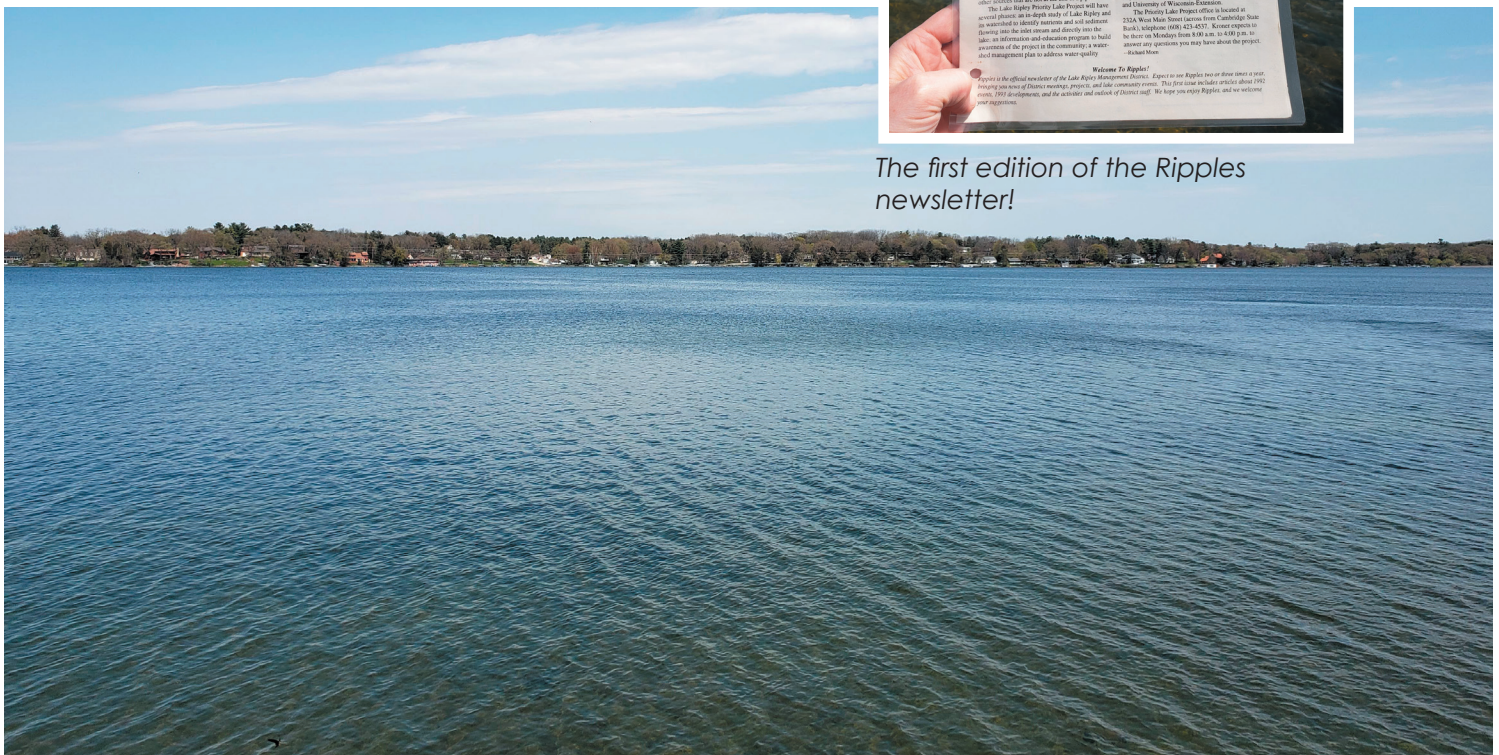 The Lake Ripley Priority Lake Project will have
several phases: an in-depth study of Lake Ripley and
its watershed to identify nutrients and soil sediment
flowing into the inlet stream and directly into the
lake; an information-and-education program to build
awareness of the project in the community; a water-
shed management plan to address water-quality
and University of Wisconsin-Extension.
The Priority Lake Project office is located at
232A West Main Street (across from Cambridge State
Bank), telephone (608) 423-4537. Kroner expects to
be there on Mondays from 8:00 a.m. to 4:00 p.m. to
answer any questions you may have about the project.
—Richard Moen
Welcome To Ripples!
Ripples is the official newsletter of the Lake Ripley Management District. Expect to see Ripples two or three times a year,
bringing you news of District meetings, projects, and lake community events. This first issue includes articles about 1992
events, 1993 developments, and the activities and outlook of District staff. We hope you enjoy Ripples, and we welcome
your suggestions.
The first edition of the Ripples
newsletter!